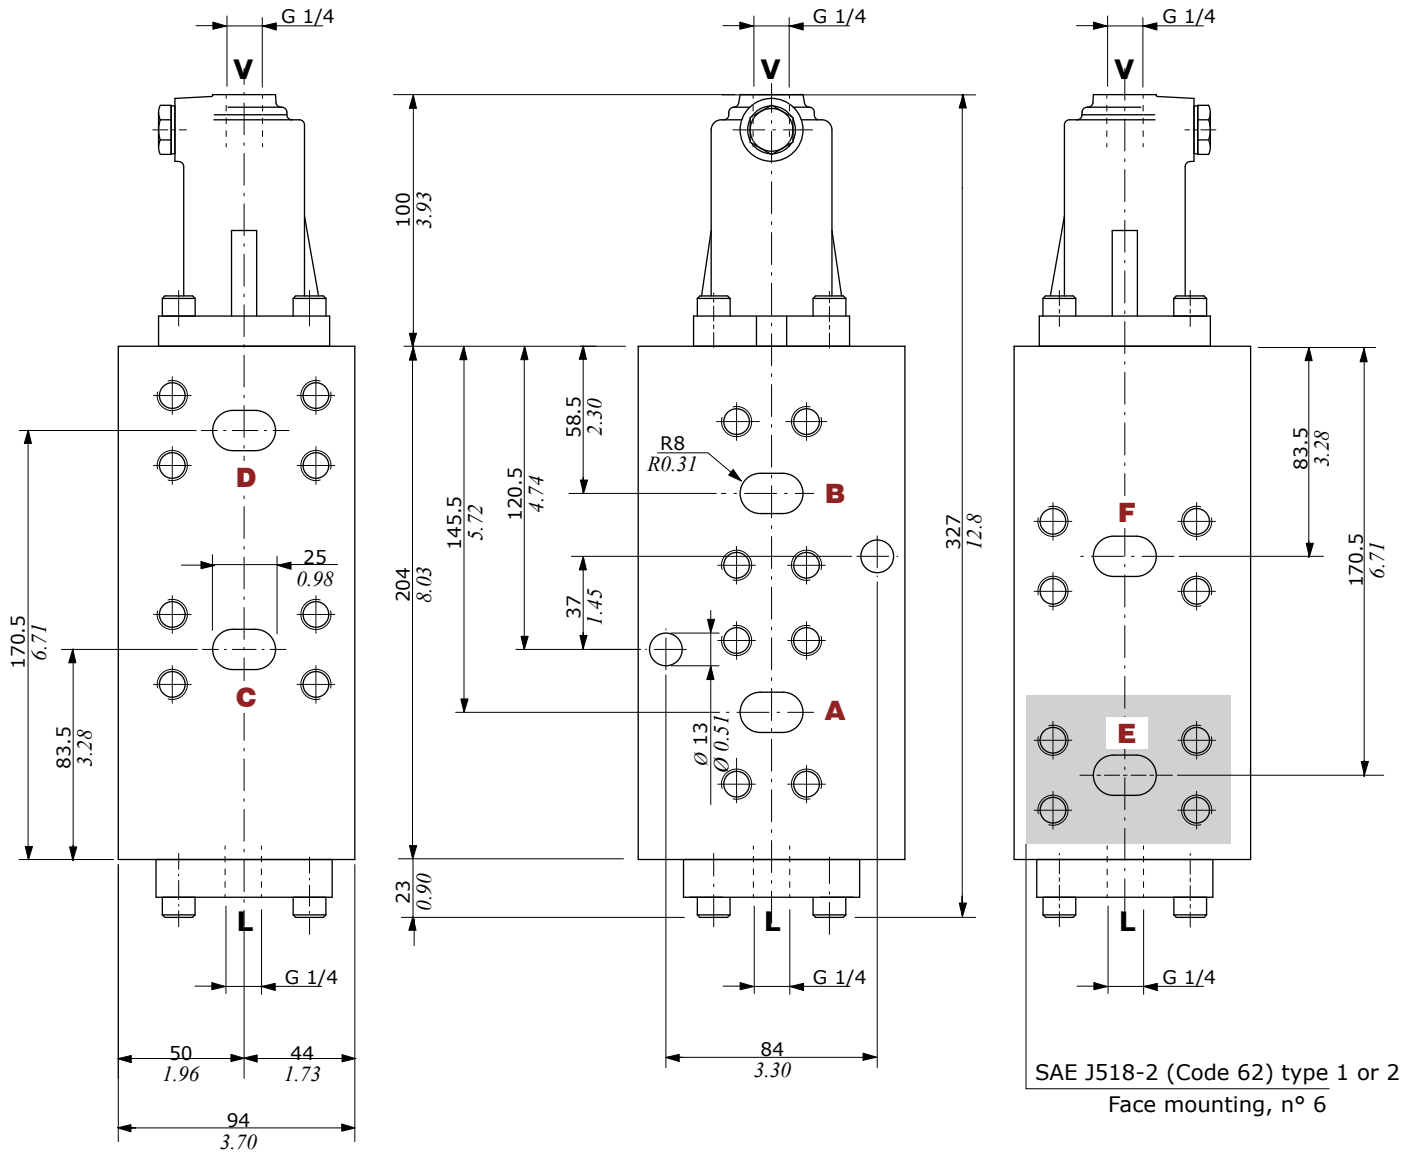 G 1/4
G 1/4
G 1/4
V
V
V
100
3.93
58.5
2.30
83.5
3.28
R8
R0.31
120.5
4.74
145.5
5.72
D
B
F
327
12.8
170.5
6.71
25
0.98
204
8.03
37
1.45
170.5
6.71
C
A
83.5
3.28
Ø 13
Ø 0.51
E
23
0.90
L
L
L
G 1/4
G 1/4
G 1/4
50
1.96
44
1.73
84
3.30
SAE J518-2 (Code 62) type 1 or 2
Face mounting, n° 6
94
3.70